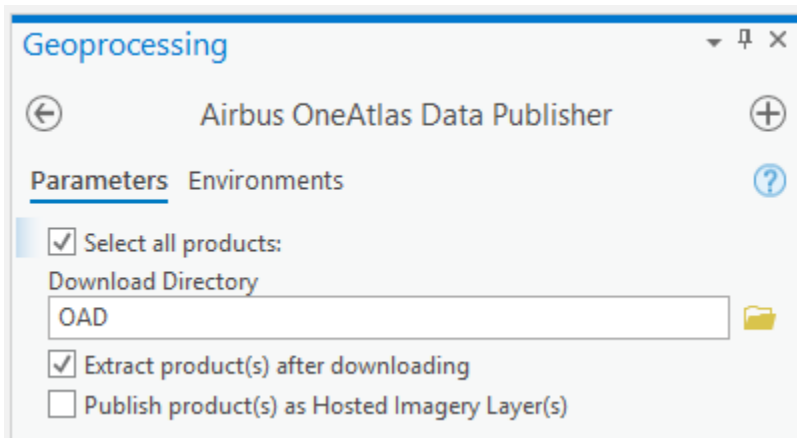 Geoprocessing
Airbus OneAtlas Data Publisher
Parameters Environments
Select all products:
Download Directory
OAD
Extract product(s) after downloading
Publish product(s) as Hosted Imagery Layer(s)